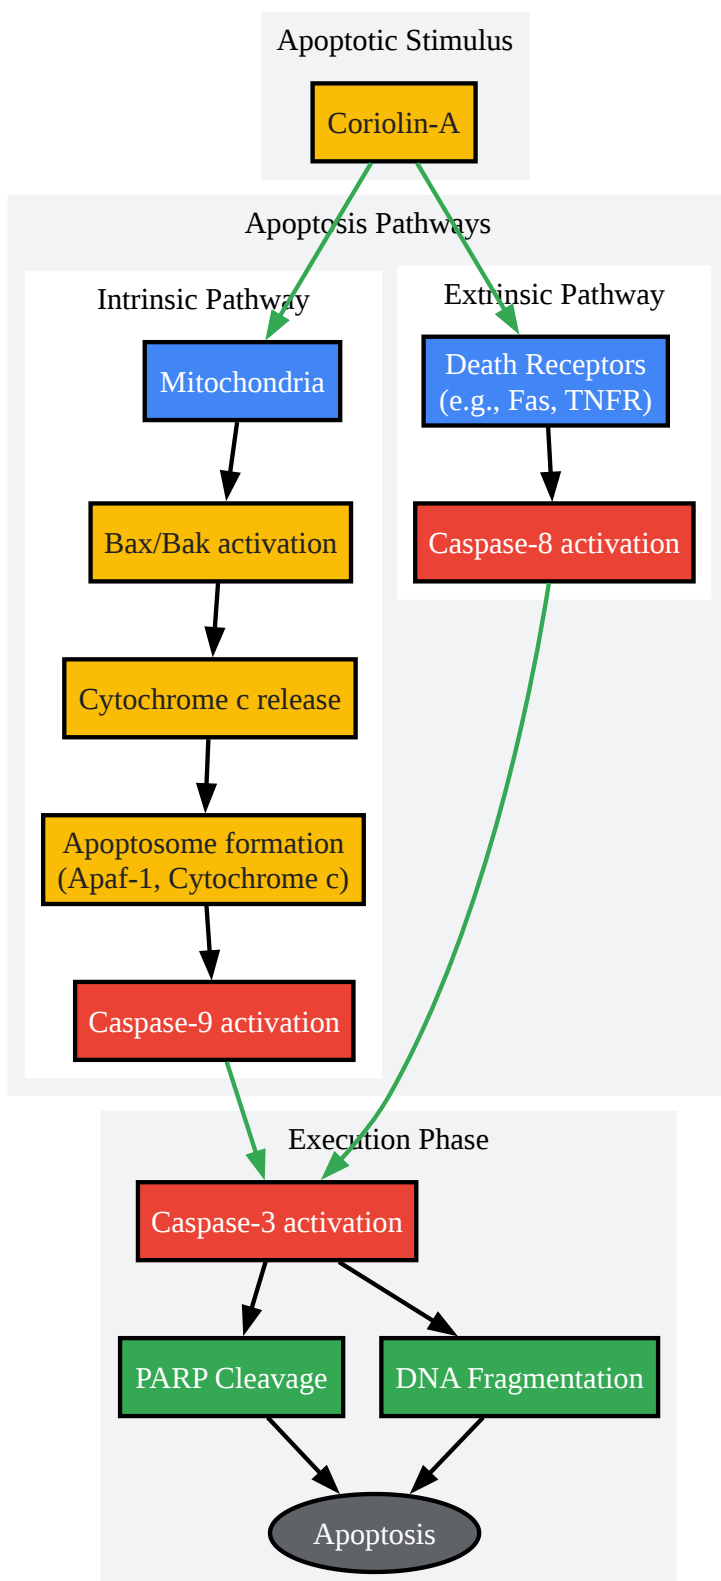 Apoptotic Stimulus
Coriolin-A
Apoptosis Pathways
Intrinsic Pathway
Extrinsic Pathway
Mitochondria
Death Receptors
(e.g., Fas, TNFR)
Bax/Bak activation
Caspase-8 activation
Cytochrome c release
Apoptosome formation
(Apaf-1, Cytochrome c)
Caspase-9 activation
Execution Phase
Caspase-3 activation
PARP Cleavage
DNA Fragmentation
Apoptosis